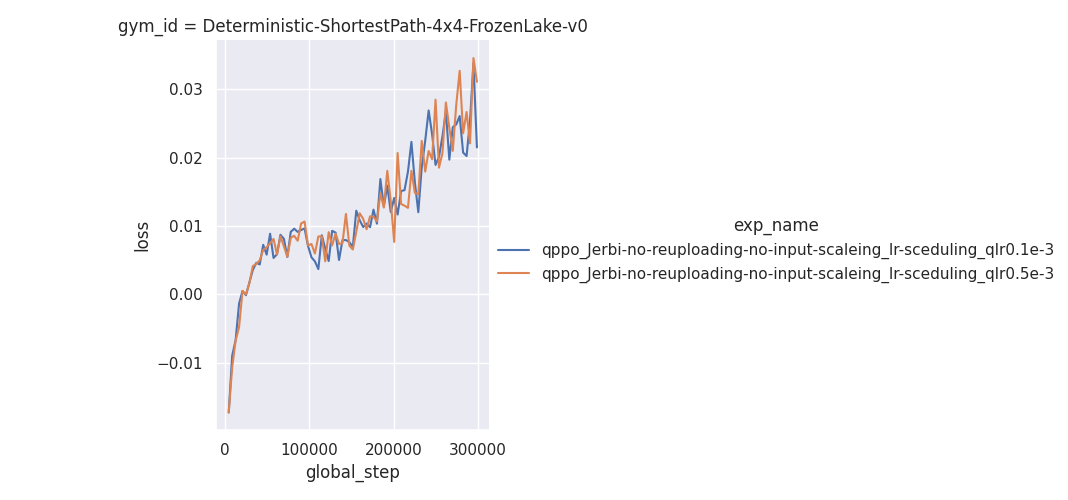 gym_id = Deterministic-ShortestPath-4x4-FrozenLake-v0
0.03
0.02
0.01
0.00
−0.01
loss
0
100000
200000
300000
global_step
exp_name
qppo_Jerbi-no-reuploading-no-input-scaleing_lr-sceduling_qlr0.1e-3
qppo_Jerbi-no-reuploading-no-input-scaleing_lr-sceduling_qlr0.5e-3